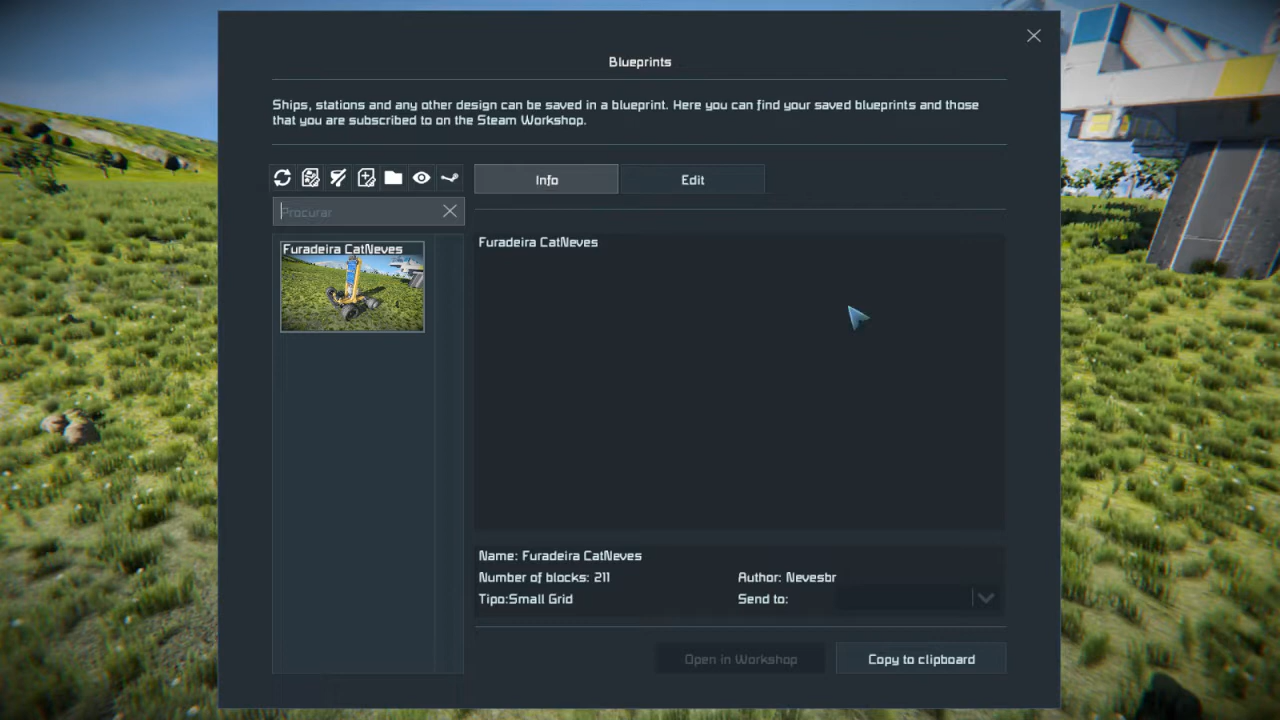 Blueprints
Ships, stations and any other design can be saved in a blueprint. Here you can find your saved blueprints and those
that you are subscribed to on the Steam Workshop.
Info
Edit
Procurar
Furadeira CatNeves
Furadeira CatNeves
Name: Furadeira CatNeves
Number of blocks: 211
Author: Nevesbr
Tipo:Small Grid
Send to:
Open in Workshop
Copy to clipboard